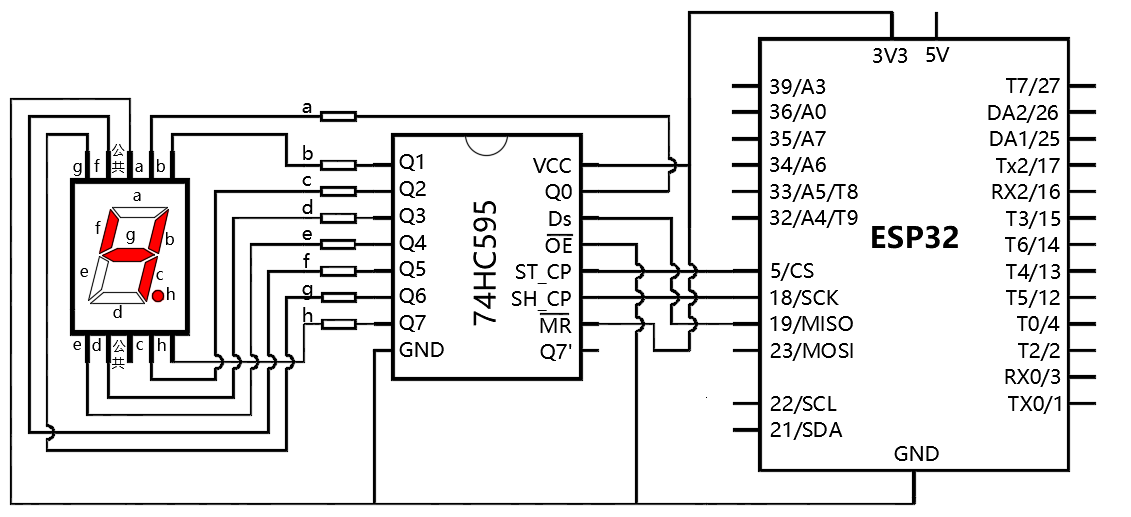 3V3 5V
39/A3
36/A0
35/A7
34/A6
33/A5/T8
32/A4/T9
5/CS
18/SCK
19/MISO
23/MOSI
22/SCL
21/SDA
ESP32
T7/27
DA2/26
DA1/25
Tx2/17
RX2/16
T3/15
T6/14
T4/13
T5/12
T0/4
T2/2
RX0/3
TX0/1
GND
a
b
c
d
e
f
g
h
Q1
Q2
Q3
Q4
Q5
Q6
Q7
GND
74HC595
VCC
Q0
Ds
OE
ST_CP
SH_CP
MR
Q7'
g f 公共 a b
a
f
g
b
e
c
d
h
e d 公共 c h